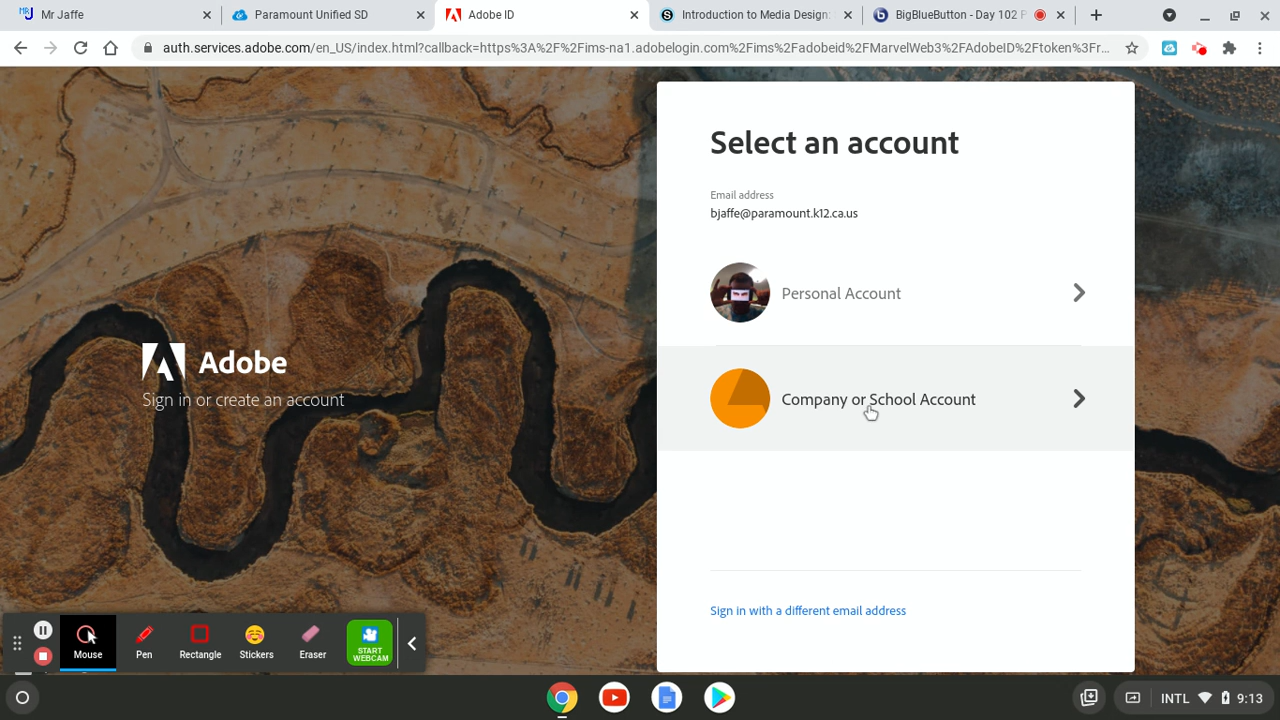 Mr Jaffe
Paramount Unified SD
Adobe ID
Introduction to Media Design:
BigBlueButton - Day 102 P
auth.services.adobe.com/en_US/index.html?callback=https%3A%2F%2Fims-na1.adobelogin.com%2Fims%2Fadobeid%2FMarvelWeb3%2FAdobeID%2Ftoken%3Fr...
Select an account
Email address
bjaffe@paramount.k12.ca.us
Personal Account
Company or School Account
Adobe
Sign in or create an account
Sign in with a different email address
Mouse
Pen
Rectangle
Stickers
Eraser
START
WEBCAM
INTL
9:13